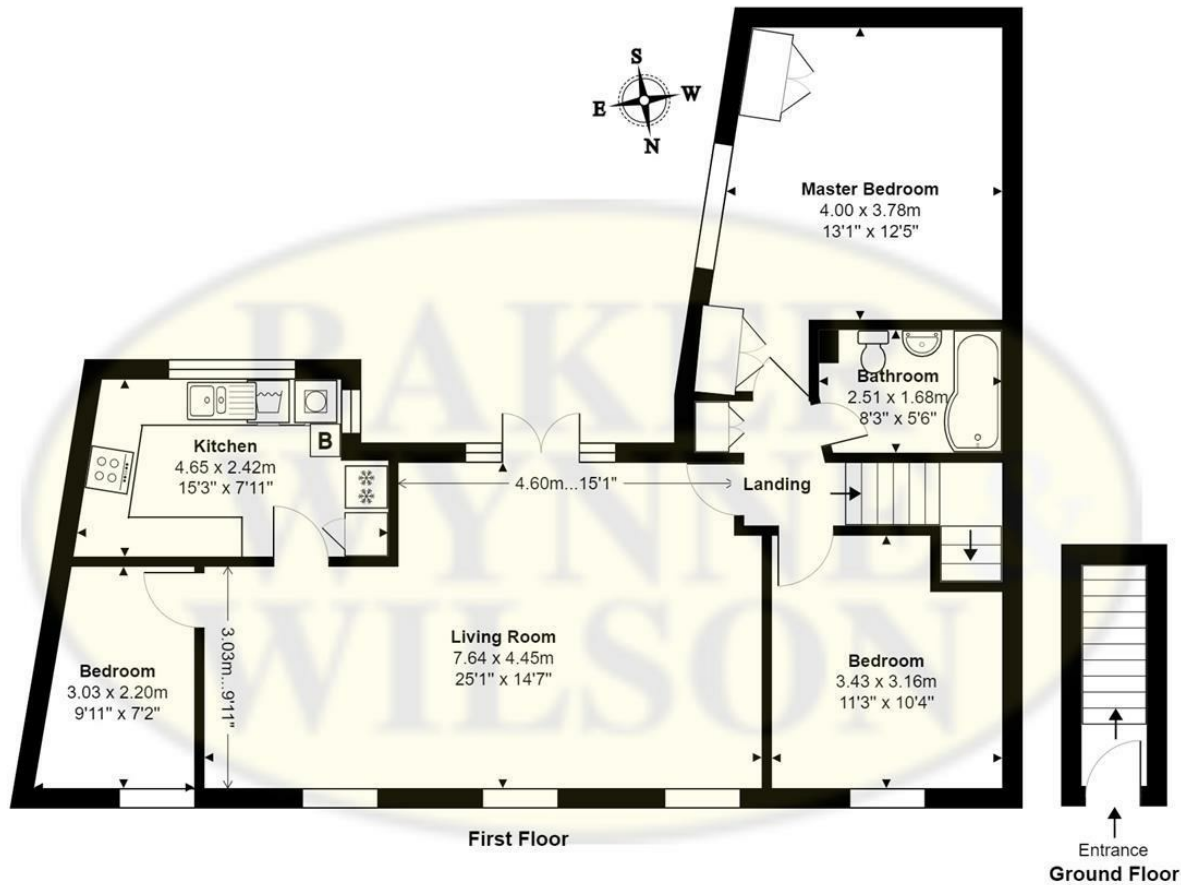 S
E
W
N
Master Bedroom
4.00 x 3.78m
13'1" x 12'5"
Bathroom
2.51 x 1.68m
8'3" x 5'6"
Kitchen
4.65 x 2.42m
15'3" x 7'11"
B
4.60m...15'1"
Landing
Living Room
7.64 x 4.45m
25'1" x 14'7"
3.03m...9'11"
Bedroom
3.03 x 2.20m
9'11" x 7'2"
Bedroom
3.43 x 3.16m
11'3" x 10'4"
First Floor
Entrance
Ground Floor
BAKER
WYNNE &
WILSON